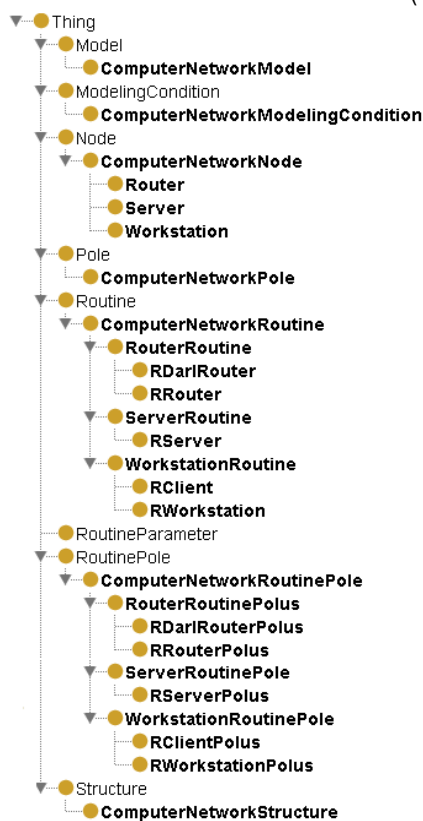 (
Thing
Model
ComputerNetworkModel
ModelingCondition
ComputerNetworkModelingCondition
Node
ComputerNetworkNode
Router
Server
Workstation
Pole
ComputerNetworkPole
Routine
ComputerNetworkRoutine
RouterRoutine
RDarlRouter
RRouter
ServerRoutine
RServer
WorkstationRoutine
RClient
RWorkstation
RoutineParameter
RoutinePole
ComputerNetworkRoutinePole
RouterRoutinePolus
RDarlRouterPolus
RRouterPolus
ServerRoutinePole
RServerPolus
WorkstationRoutinePole
RClientPolus
RWorkstationPolus
Structure
ComputerNetworkStructure